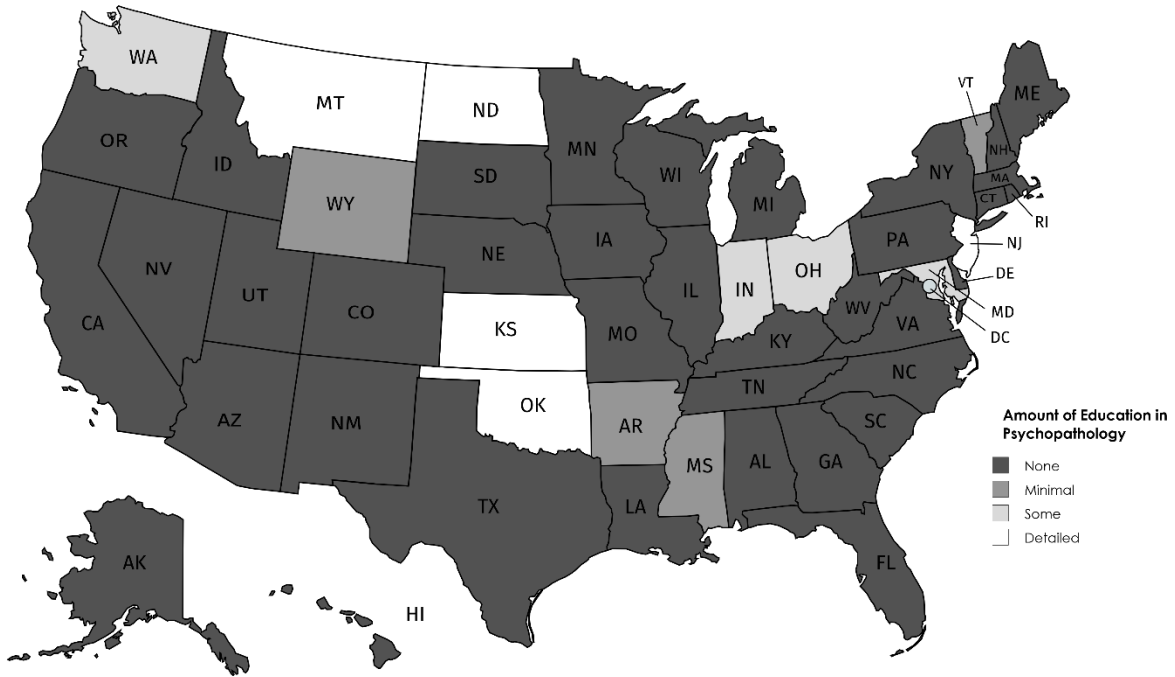 WA
MT
ND
MN
VT
ME
OR
ID
WY
SD
WI
MI
NY
NH
MA
CT
RI
NV
UT
CO
NE
IA
IL
IN
OH
PA
NJ
DE
MD
DC
CA
KS
MO
KY
WV
VA
AZ
NM
OK
AR
TN
NC
SC
TX
LA
MS
AL
GA
FL
AK
HI
Amount of Education in
Psychopathology
None
Minimal
Some
Detailed